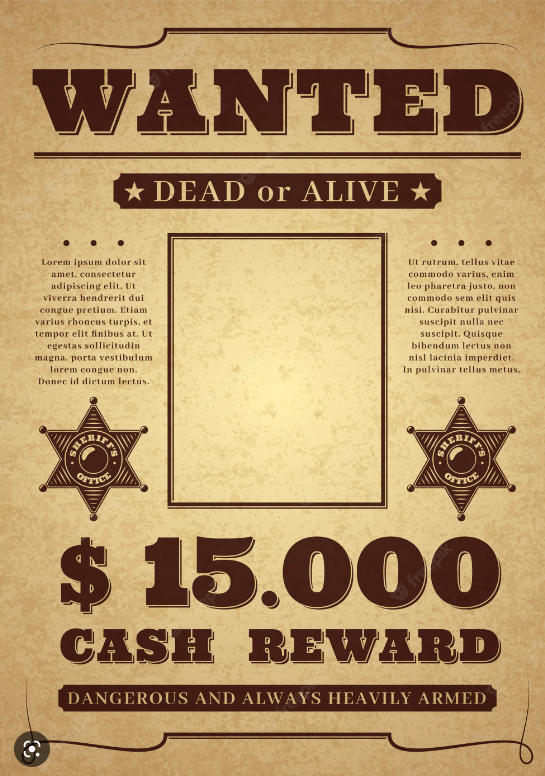 WANTED
★ DEAD or ALIVE ★
Lorem ipsum dolor sit
amet, consectetur
adipiscing elit. Ut
viverra hendrerit dui
congue pretium. Etiam
varius rhoncus turpis, et
tempor elit finibus at. Ut
egestas sollicitudin
magna, porta vestibulum
lorem congue non.
Donec id dictum lectus.
Ut rutrum, tellus vitae
commodo varius, enim
leo pharetra justo, non
commodo sem elit quis
nisi. Curabitur pulvinar
suscipit nulla nec
suscipit. Quisque
bibendum lectus non
nisl lacinia imperdiet.
In pulvinar tellus metus.
SHERIFF'S
OFFICE
SHERIFF'S
OFFICE
$ 15.000
CASH REWARD
DANGEROUS AND ALWAYS HEAVILY ARMED